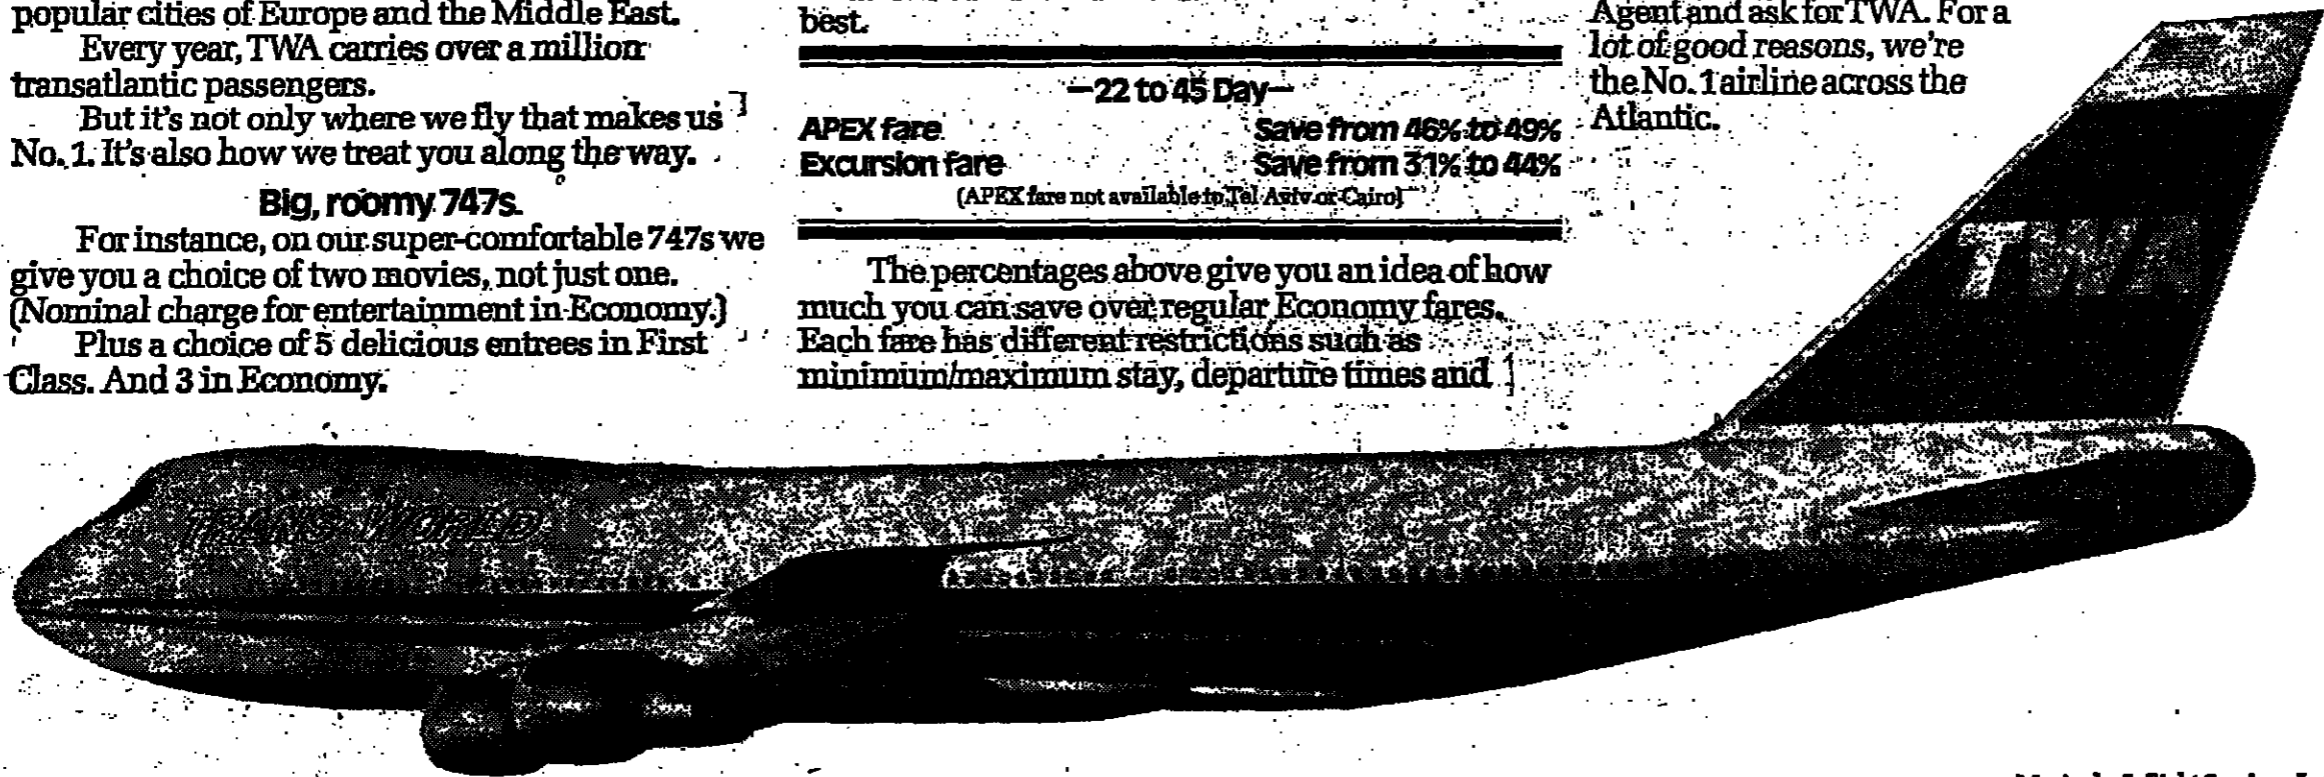 popular cities of Europe and the Middle East.
Every year, TWA carries over a million
transatlantic passengers.
But it's not only where we fly that makes us
No. 1. It's also how we treat you along the way.
Big, roomy 747s.
For instance, on our super-comfortable 747s we
give you a choice of two movies, not just one.
(Nominal charge for entertainment in Economy.)
Plus a choice of 5 delicious entrees in First
Class. And 3 in Economy.
best.
—22 to 45 Day—
APEX fare Save from 46% to 49%
Excursion fare Save from 31% to 44%
(APEX fare not available to Tel Aviv or Cairo)
The percentages above give you an idea of how
much you can save over regular Economy fares.
Each fare has different restrictions such as
minimum/maximum stay, departure times and
Agent and ask for TWA. For a
lot of good reasons, we're
the No. 1 airline across the
Atlantic.
TWA
TRANS WORLD